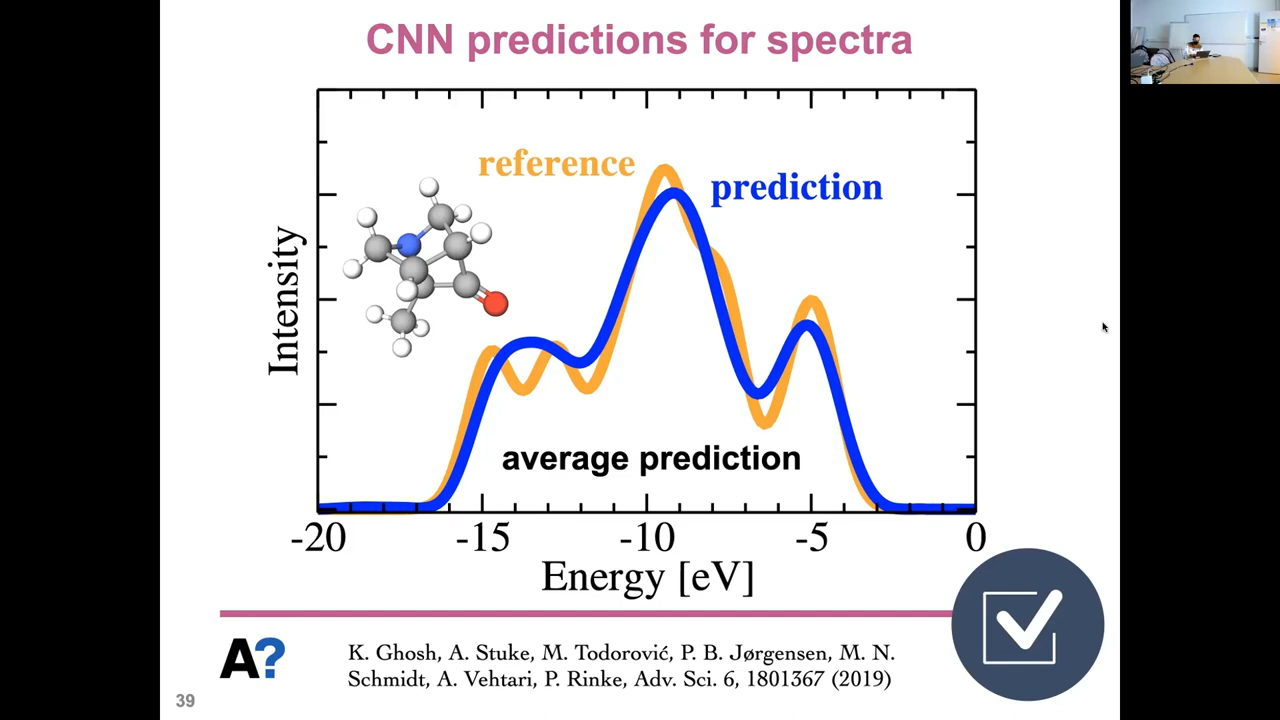 CNN predictions for spectra
reference
prediction
Intensity
average prediction
-20 -15 -10 -5 0
Energy [eV]
A?
K. Ghosh, A. Stuke, M. Todorović, P. B. Jørgensen, M. N.
Schmidt, A. Vehtari, P. Rinke, Adv. Sci. 6, 1801367 (2019)
39